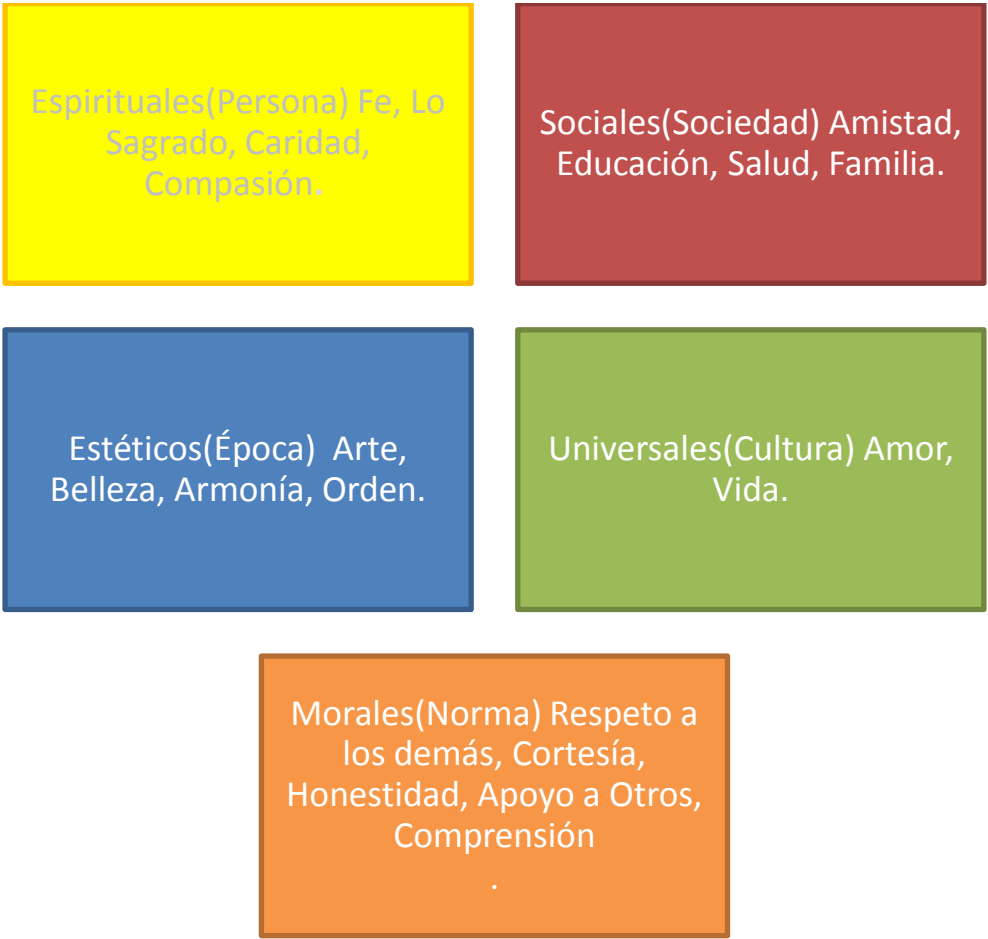 Espirituales(Persona) Fe, Lo
Sagrado, Caridad,
Compasión.
Sociales(Sociedad) Amistad,
Educación, Salud, Familia.
Estéticos(Época)  Arte,
Belleza, Armonía, Orden.
Universales(Cultura) Amor,
Vida.
Morales(Norma) Respeto a
los demás, Cortesía,
Honestidad, Apoyo a Otros,
Comprensión
.